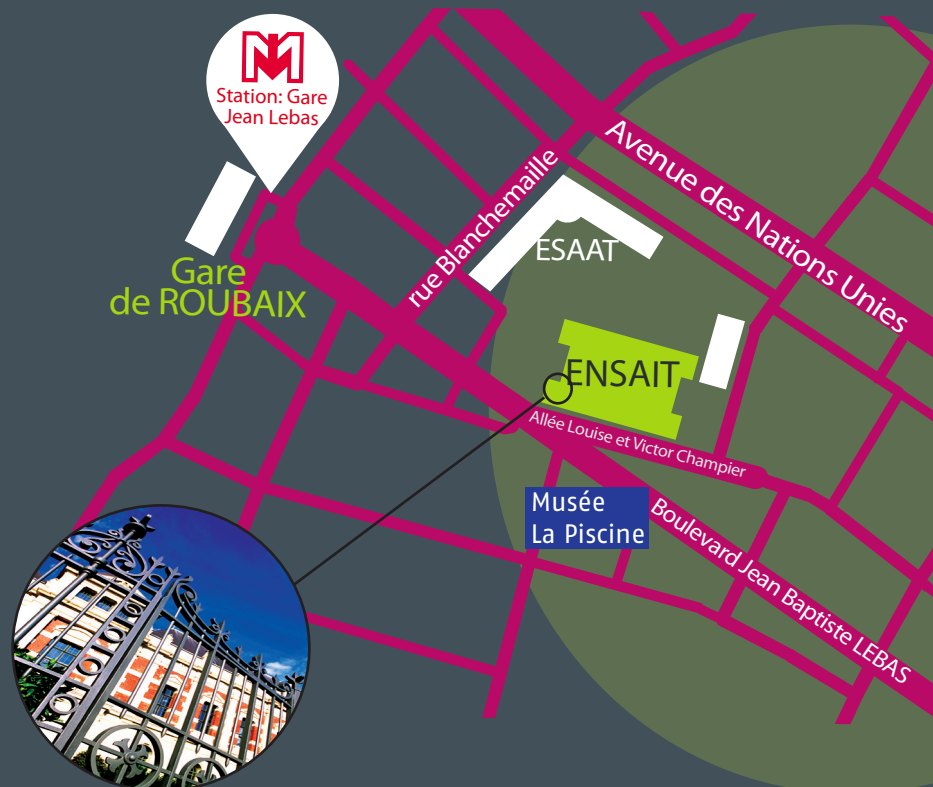 M
Station: Gare
Jean Lebas
Gare
de ROUBAIX
rue Blanchemaille
Avenue des Nations Unies
ESAAT
ENSAIT
Allée Louise et Victor Champier
Musée
La Piscine
Boulevard Jean Baptiste LEBAS